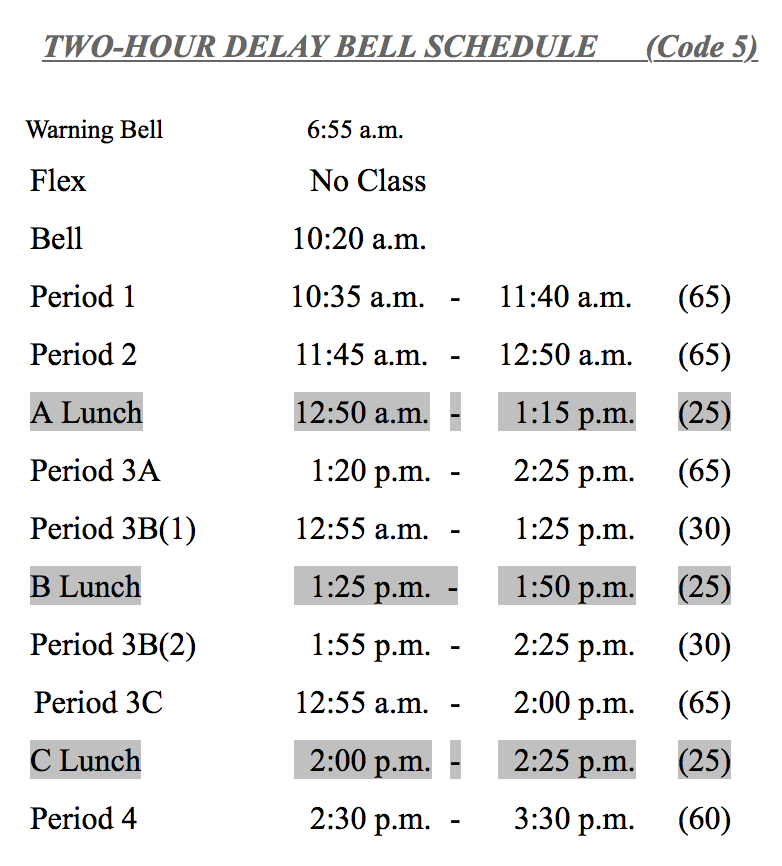 TWO-HOUR DELAY BELL SCHEDULE (Code 5)
Warning Bell 6:55 a.m.
Flex No Class
Bell 10:20 a.m.
Period 1 10:35 a.m. - 11:40 a.m. (65)
Period 2 11:45 a.m. - 12:50 a.m. (65)
A Lunch 12:50 a.m. - 1:15 p.m. (25)
Period 3A 1:20 p.m. - 2:25 p.m. (65)
Period 3B(1) 12:55 a.m. - 1:25 p.m. (30)
B Lunch 1:25 p.m. - 1:50 p.m. (25)
Period 3B(2) 1:55 p.m. - 2:25 p.m. (30)
Period 3C 12:55 a.m. - 2:00 p.m. (65)
C Lunch 2:00 p.m. - 2:25 p.m. (25)
Period 4 2:30 p.m. - 3:30 p.m. (60)